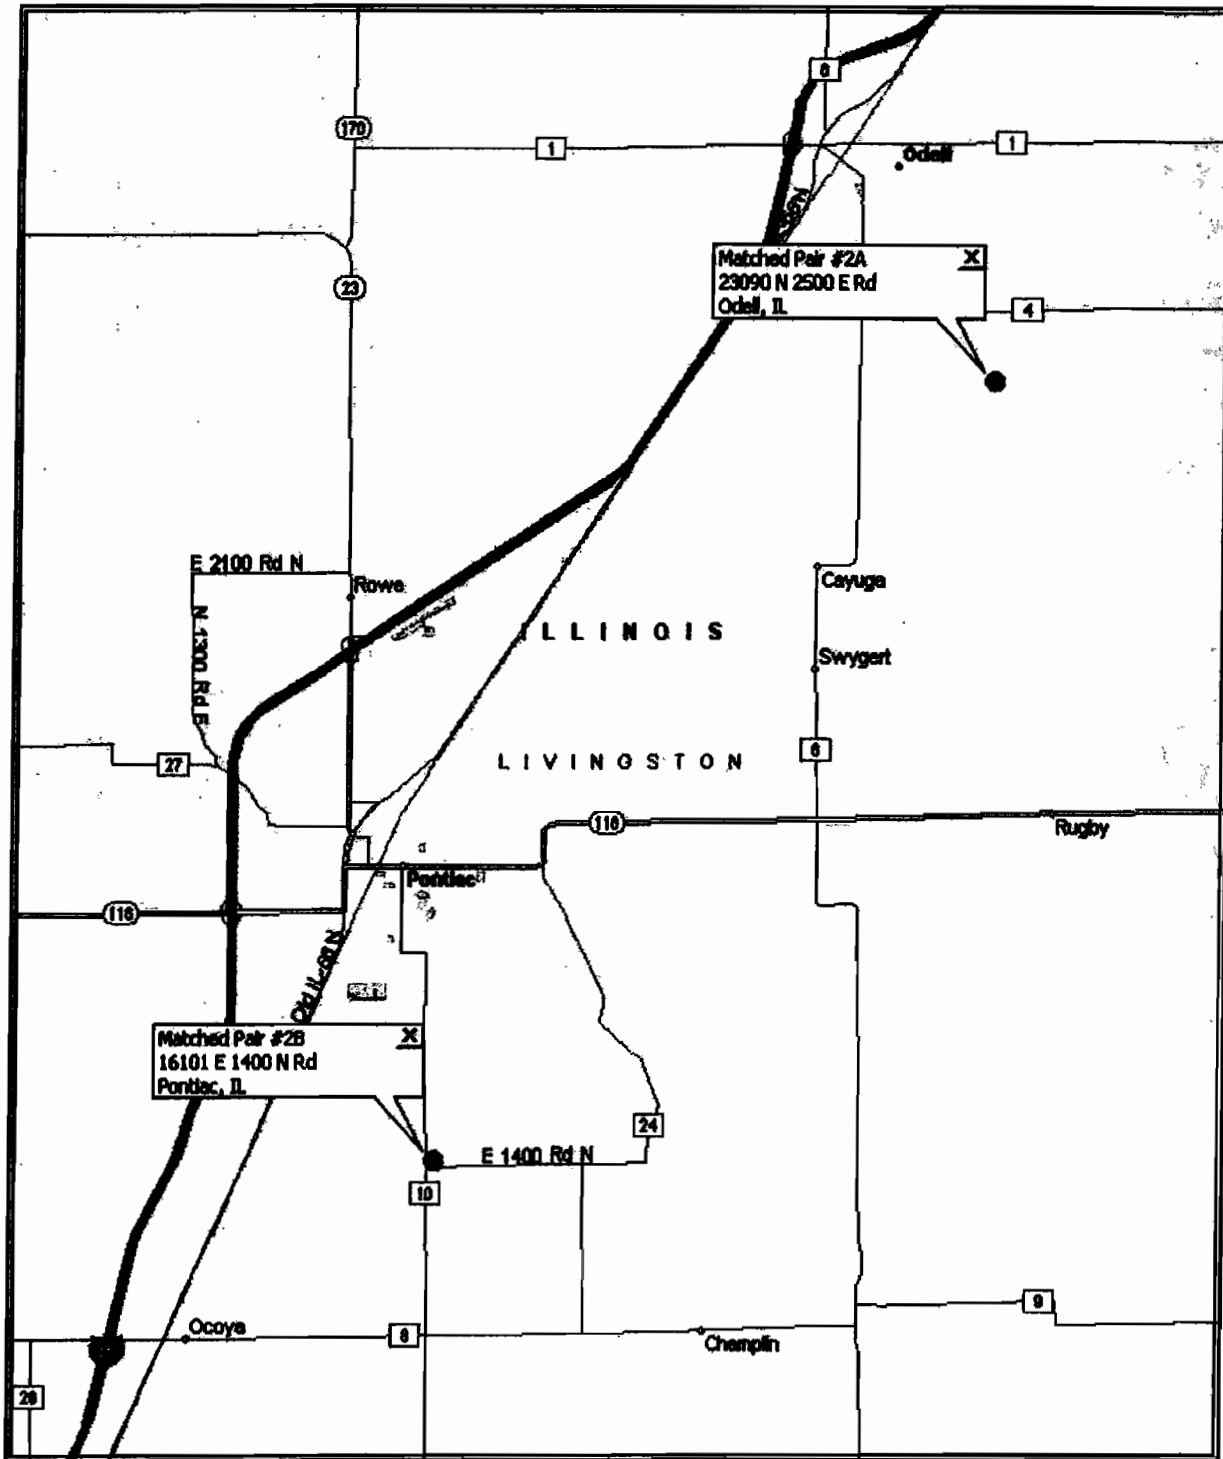 6
170
1
1
Odell
Matched Pair #2A X
23090 N 2500 E Rd
Odell, IL
23
4
E 2100 Rd N
Rowe
N 1300 Rd E
ILLINOIS
Cayuga
Swygert
LIVINGSTON
6
27
116
Rugby
Pontiac
116
Old IL-66 N
Matched Pair #2B X
16101 E 1400 N Rd
Pontiac, IL
24
E 1400 Rd N
10
9
Ocoya
8
Champlin
28